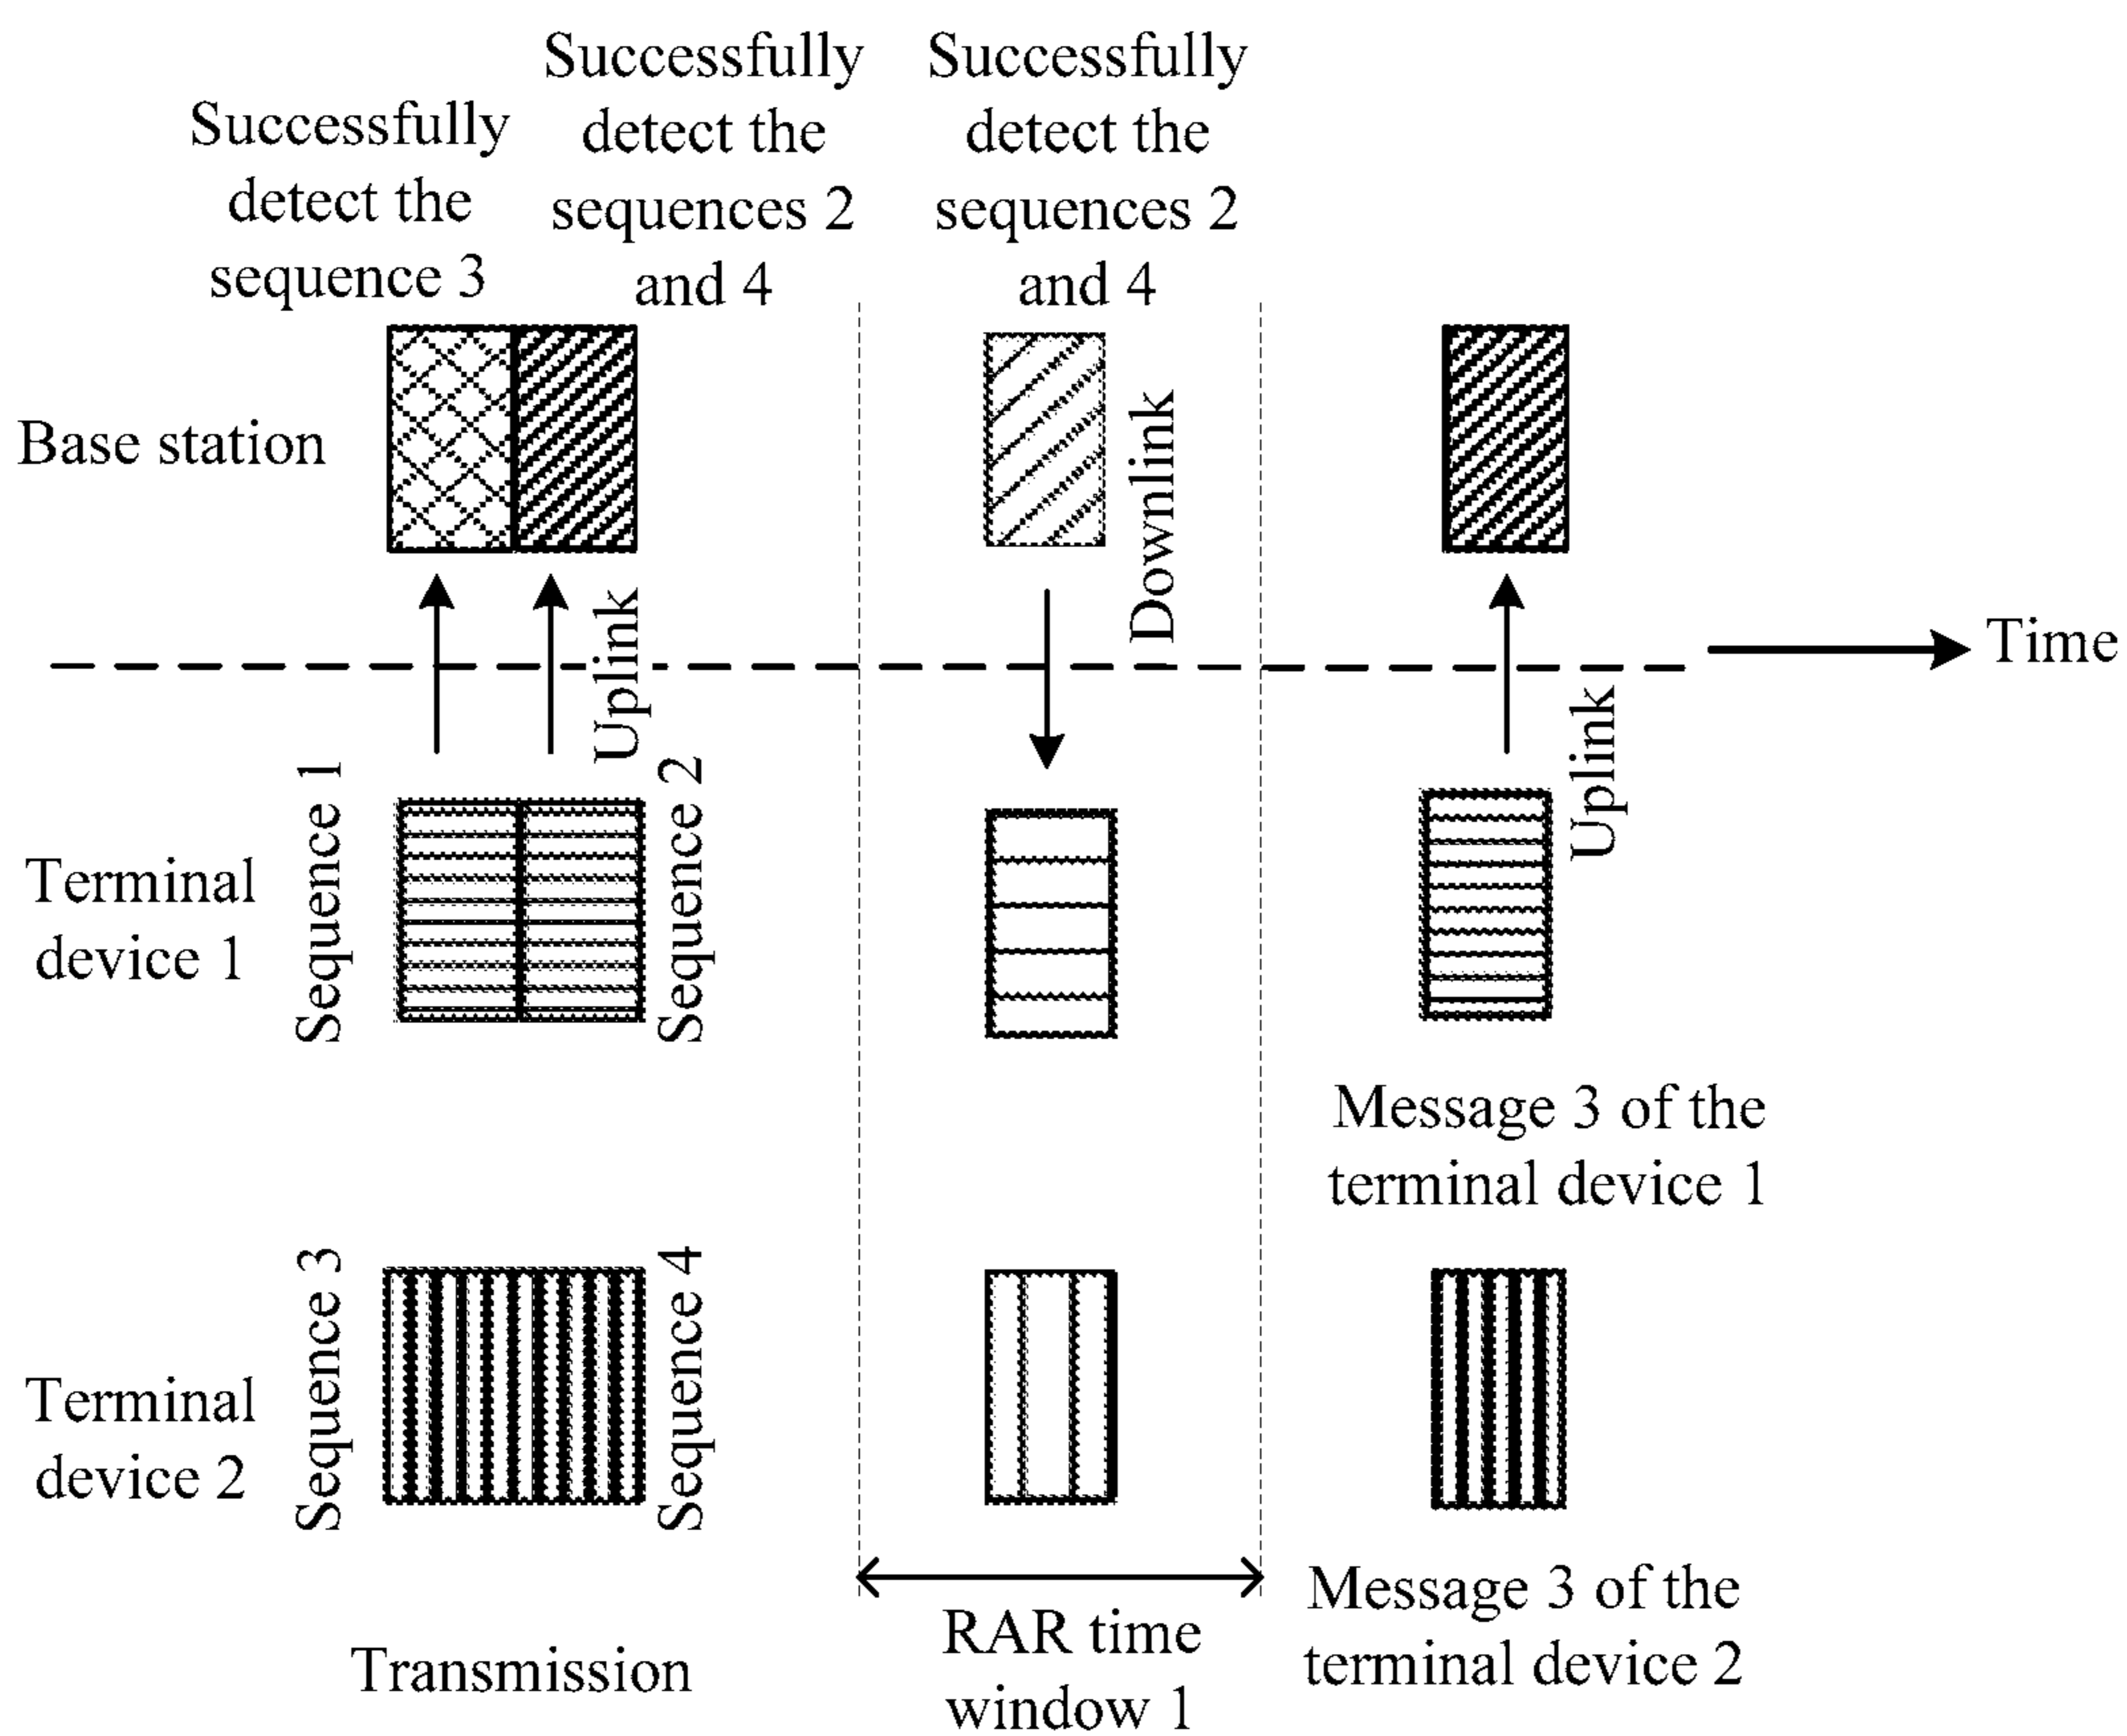 Successfully
detect the
sequence 3
Successfully
detect the
sequences 2
and 4
Successfully
detect the
sequences 2
and 4
Base station
Downlink
Uplink
Time
Uplink
Terminal
device 1
Sequence 1
Sequence 2
Message 3 of the
terminal device 1
Terminal
device 2
Sequence 3
Sequence 4
Message 3 of the
terminal device 2
Transmission
RAR time
window 1